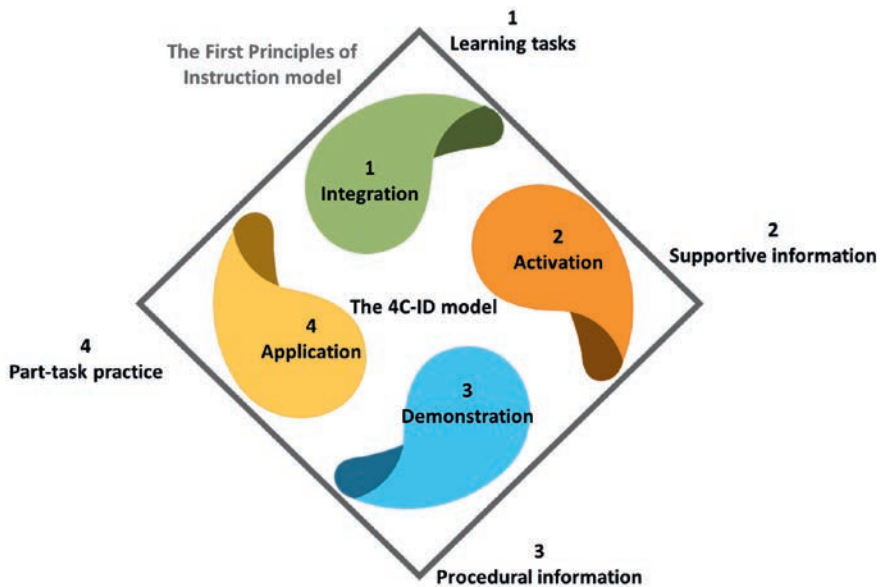 1
Learning tasks
The First Principles of
Instruction model
1
Integration
2
Activation
2
Supportive information
The 4C-ID model
4
Application
4
Part-task practice
3
Demonstration
3
Procedural information